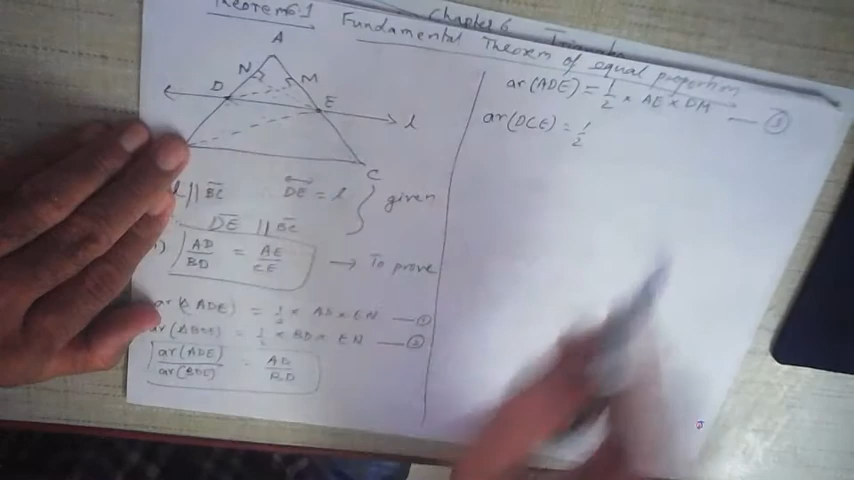 Theorem 6.1
Chapter 6
Fundamental Theorem of equal proportion
A
N
M
D
E
l
C
l || BC
DE = l
DE || BC
given
AD/BD = AE/CE → To prove
ar(△ADE) = 1/2 × AD × EN — ①
ar(△BDE) = 1/2 × BD × EN — ②
ar(ADE)/ar(BDE) = AD/BD
ar(ADE) = 1/2 × AE × DM — ③
ar(DCE) = 1/2